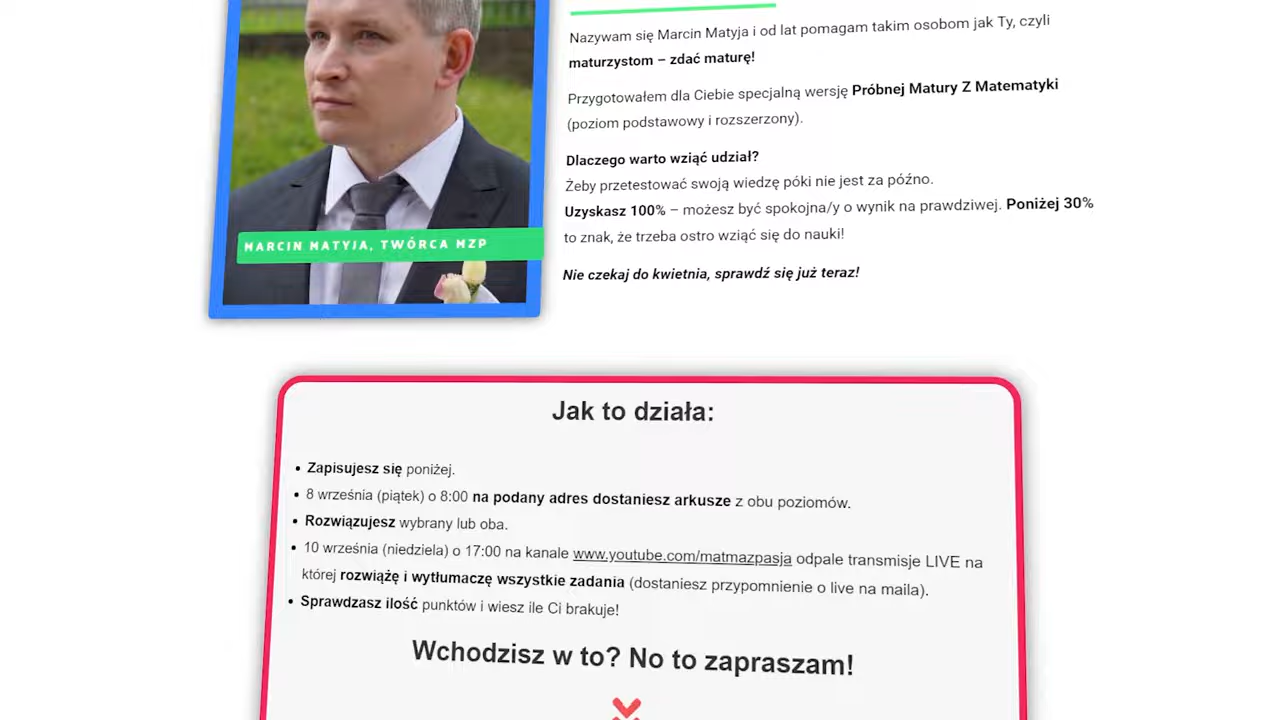 Nazywam się Marcin Matyja i od lat pomagam takim osobom jak Ty, czyli
maturzystom – zdać maturę!
Przygotowałem dla Ciebie specjalną wersję Próbnej Matury Z Matematyki
(poziom podstawowy i rozszerzony).
Dlaczego warto wziąć udział?
Żeby przetestować swoją wiedzę póki nie jest za późno.
Uzyskasz 100% – możesz być spokojna/y o wynik na prawdziwej. Poniżej 30%
to znak, że trzeba ostro wziąć się do nauki!
Nie czekaj do kwietnia, sprawdź się już teraz!
MARCIN MATYJA, TWÓRCA MZP
Jak to działa:
• Zapisujesz się poniżej.
• 8 września (piątek) o 8:00 na podany adres dostaniesz arkusze z obu poziomów.
• Rozwiązujesz wybrany lub oba.
• 10 września (niedziela) o 17:00 na kanale www.youtube.com/matmazpasja odpale transmisje LIVE na
której rozwiążę i wytłumaczę wszystkie zadania (dostaniesz przypomnienie o live na maila).
• Sprawdzasz ilość punktów i wiesz ile Ci brakuje!
Wchodzisz w to? No to zapraszam!